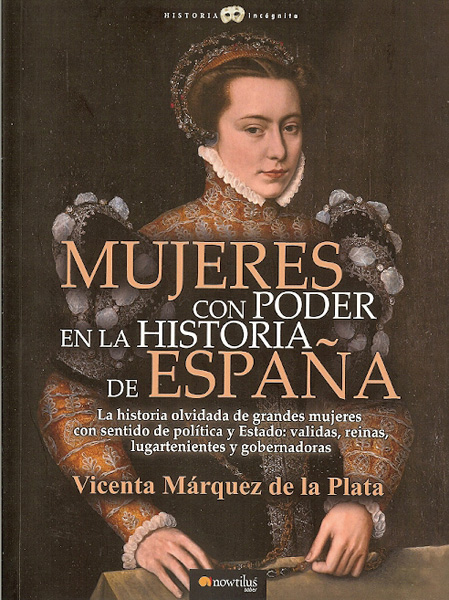 HISTORIA incógnita
MUJERES
CON PODER
EN LA HISTORIA
DE ESPAÑA
La historia olvidada de grandes mujeres
con sentido de política y Estado: validas, reinas,
lugartenientes y gobernadoras
Vicenta Márquez de la Plata
nowtilus
saber